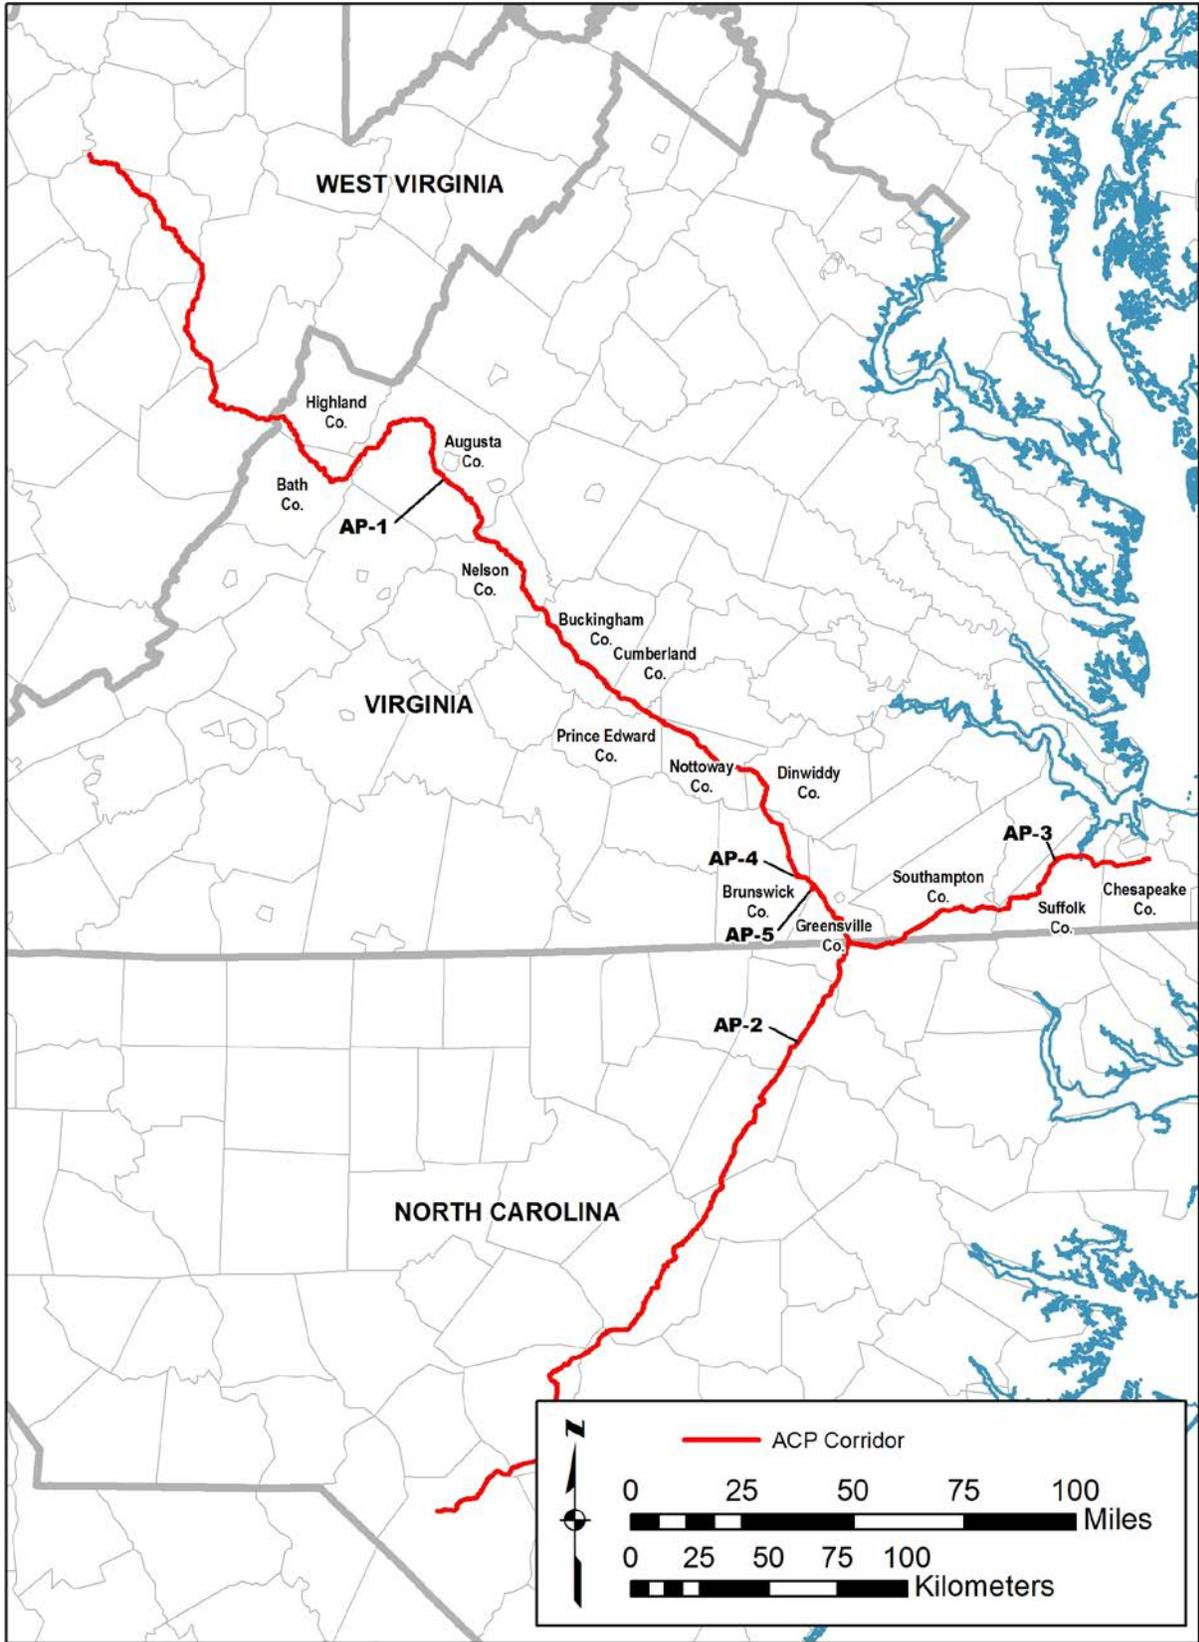 WEST VIRGINIA
Highland
Co.
Augusta
Co.
Bath
Co.
AP-1
Nelson
Co.
Buckingham
Co.
Cumberland
Co.
VIRGINIA
Prince Edward
Co.
Nottoway
Co.
Dinwiddy
Co.
AP-3
AP-4
Southampton
Co.
Brunswick
Co.
Chesapeake
Co.
Suffolk
Co.
AP-5
Greensville
Co.
AP-2
NORTH CAROLINA
N
ACP Corridor
0 25 50 75 100
Miles
0 25 50 75 100
Kilometers